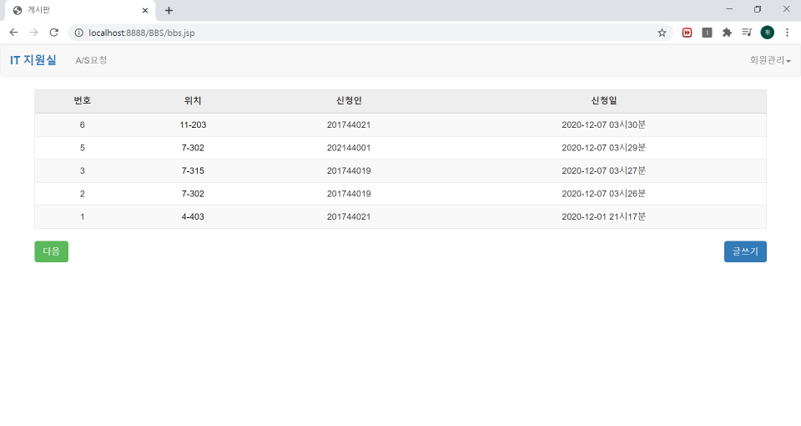 게시판
localhost:8888/BBS/bbs.jsp
IT 지원실 A/S요청 회원관리
번호 위치 신청인 신청일
6 11-203 201744021 2020-12-07 03시30분
5 7-302 202144001 2020-12-07 03시29분
3 7-315 201744019 2020-12-07 03시27분
2 7-302 201744019 2020-12-07 03시26분
1 4-403 201744021 2020-12-01 21시17분
다음 글쓰기